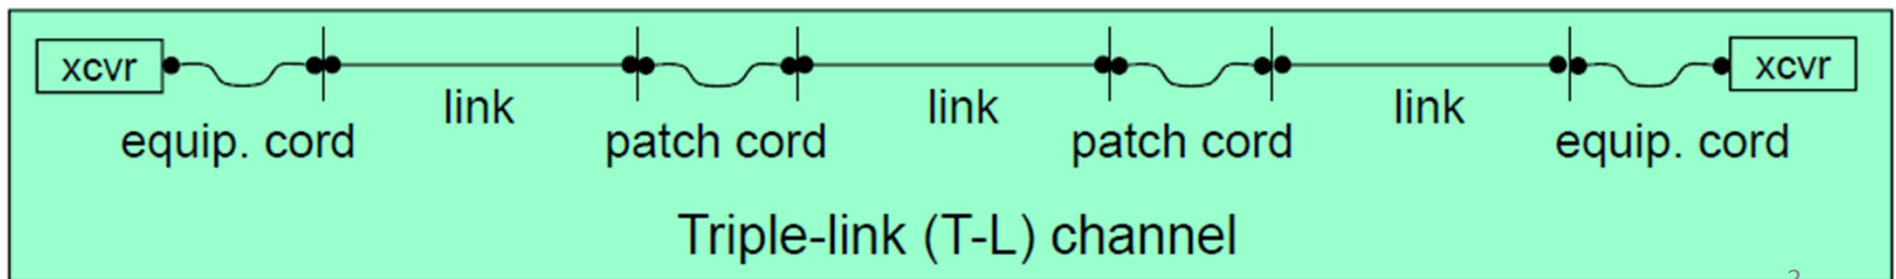 xcvr xcvr
link link link
equip. cord patch cord patch cord equip. cord
Triple-link (T-L) channel